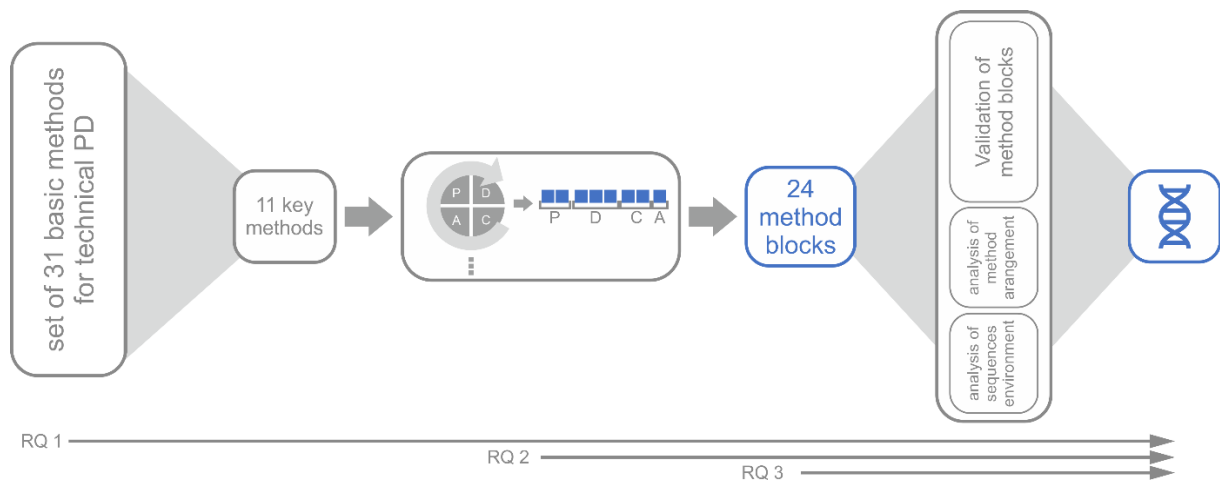 set of 31 basic methods
for technical PD
11 key
methods
P
D
A
C
P
D
C
A
24
method
blocks
Validation of
method blocks
analysis of
method
arangement
analysis of
sequences
environment
RQ 1
RQ 2
RQ 3